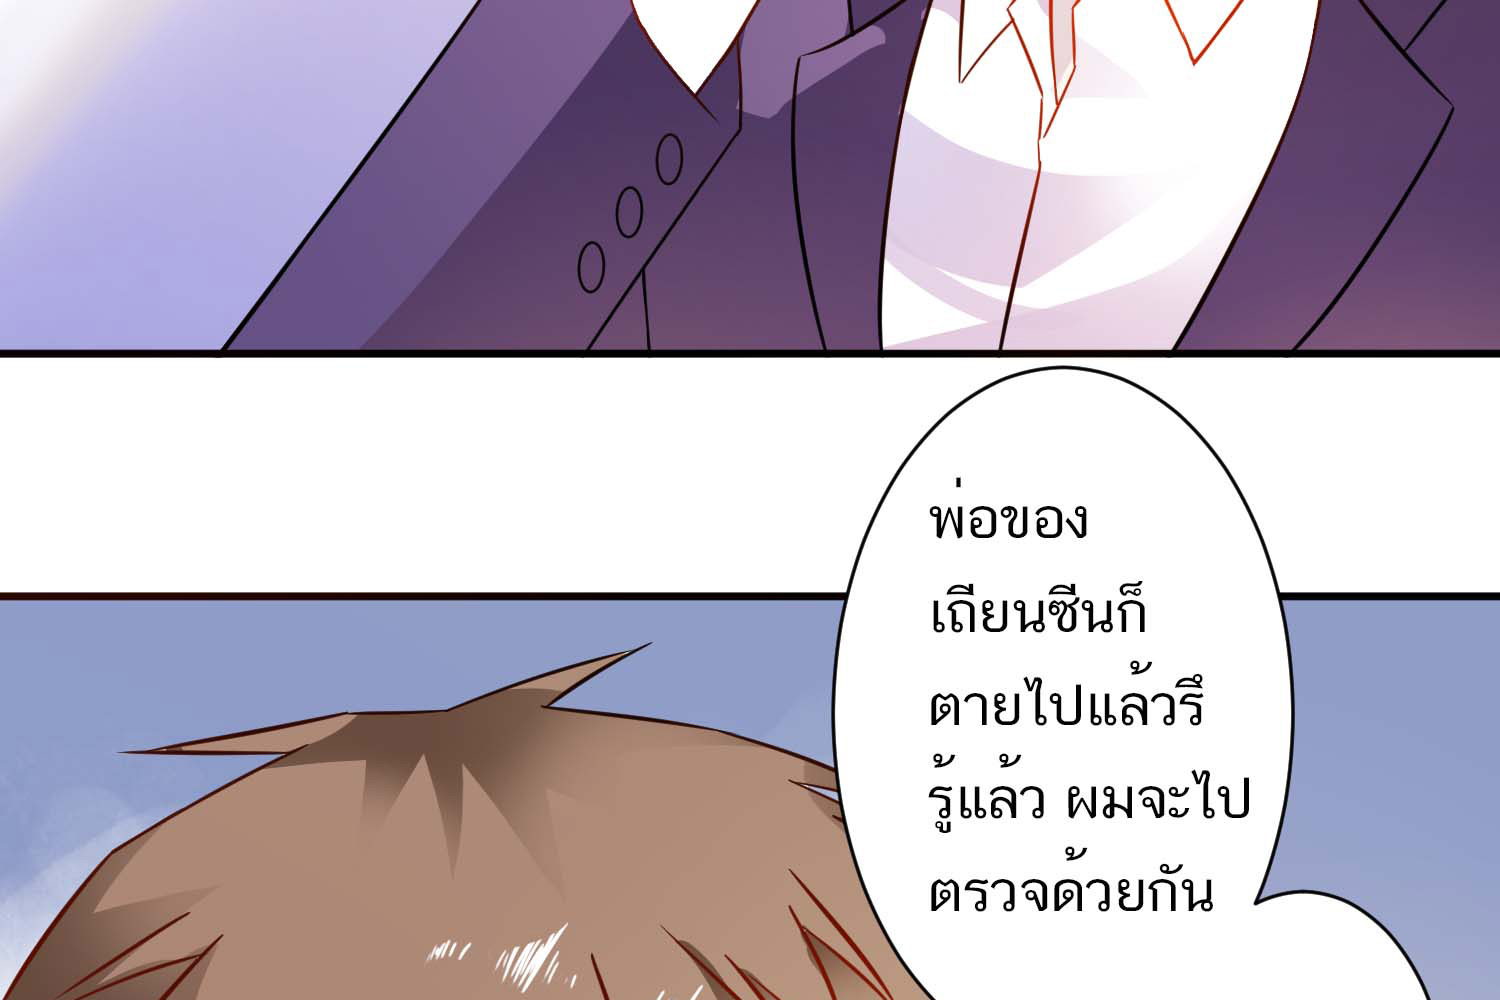 พ่อของ
เถียนซีนก็
ตายไปแล้วรึ
รู้แล้ว ผมจะไป
ตรวจด้วยกัน